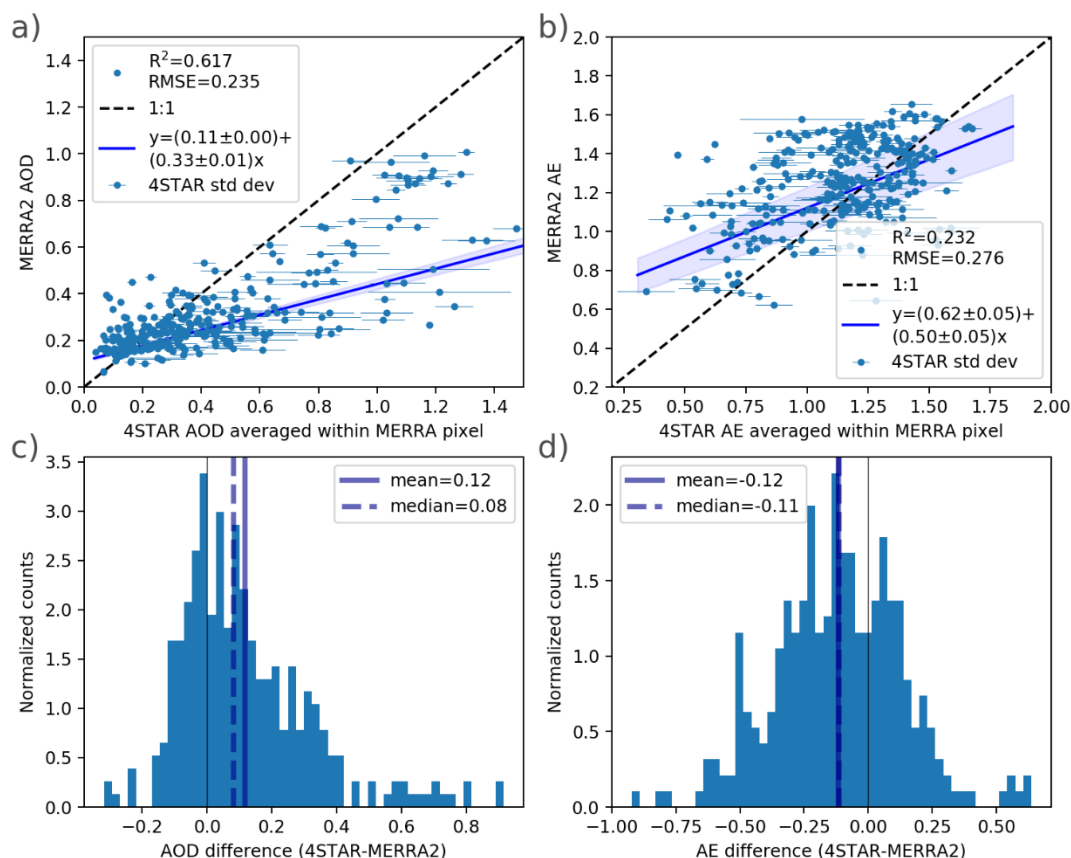 a)
1.4
1.2
1.0
0.8
0.6
0.4
0.2
0.0
MERRA2 AOD
R²=0.617
RMSE=0.235
1:1
y=(0.11±0.00)+
(0.33±0.01)x
4STAR std dev
0.0 0.2 0.4 0.6 0.8 1.0 1.2 1.4
4STAR AOD averaged within MERRA pixel
b)
2.0
1.8
1.6
1.4
1.2
1.0
0.8
0.6
0.4
0.2
MERRA2 AE
R²=0.232
RMSE=0.276
1:1
y=(0.62±0.05)+
(0.50±0.05)x
4STAR std dev
0.25 0.50 0.75 1.00 1.25 1.50 1.75 2.00
4STAR AE averaged within MERRA pixel
c)
3.5
3.0
2.5
2.0
1.5
1.0
0.5
0.0
Normalized counts
mean=0.12
median=0.08
−0.2 0.0 0.2 0.4 0.6 0.8
AOD difference (4STAR-MERRA2)
d)
2.0
1.5
1.0
0.5
0.0
Normalized counts
mean=-0.12
median=-0.11
−1.00 −0.75 −0.50 −0.25 0.00 0.25 0.50
AE difference (4STAR-MERRA2)